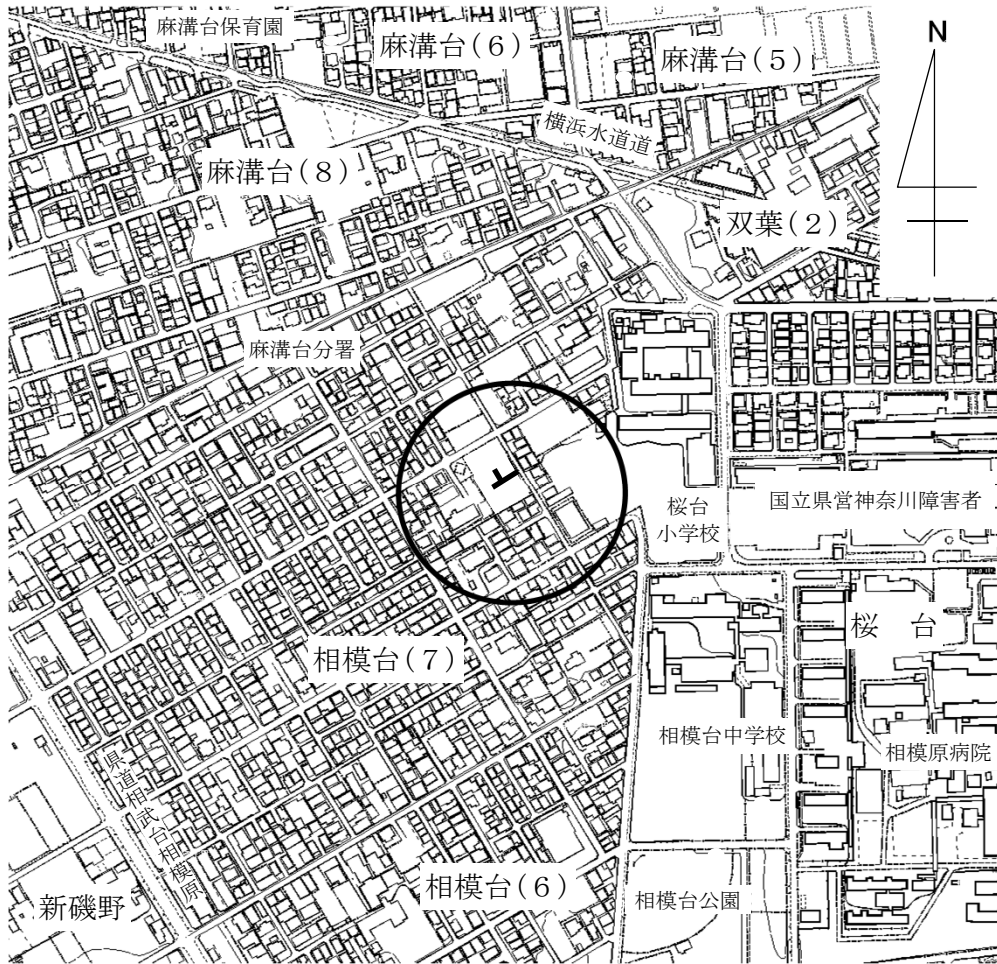 麻溝台保育園
麻溝台(6)
麻溝台(5)
N
横浜水道道
麻溝台(8)
双葉(2)
麻溝台分署
桜台
小学校
国立県営神奈川障害者
桜 台
相模台(7)
相模台中学校
相模原病院
県道相武台相模原
相模台(6)
相模台公園
新磯野